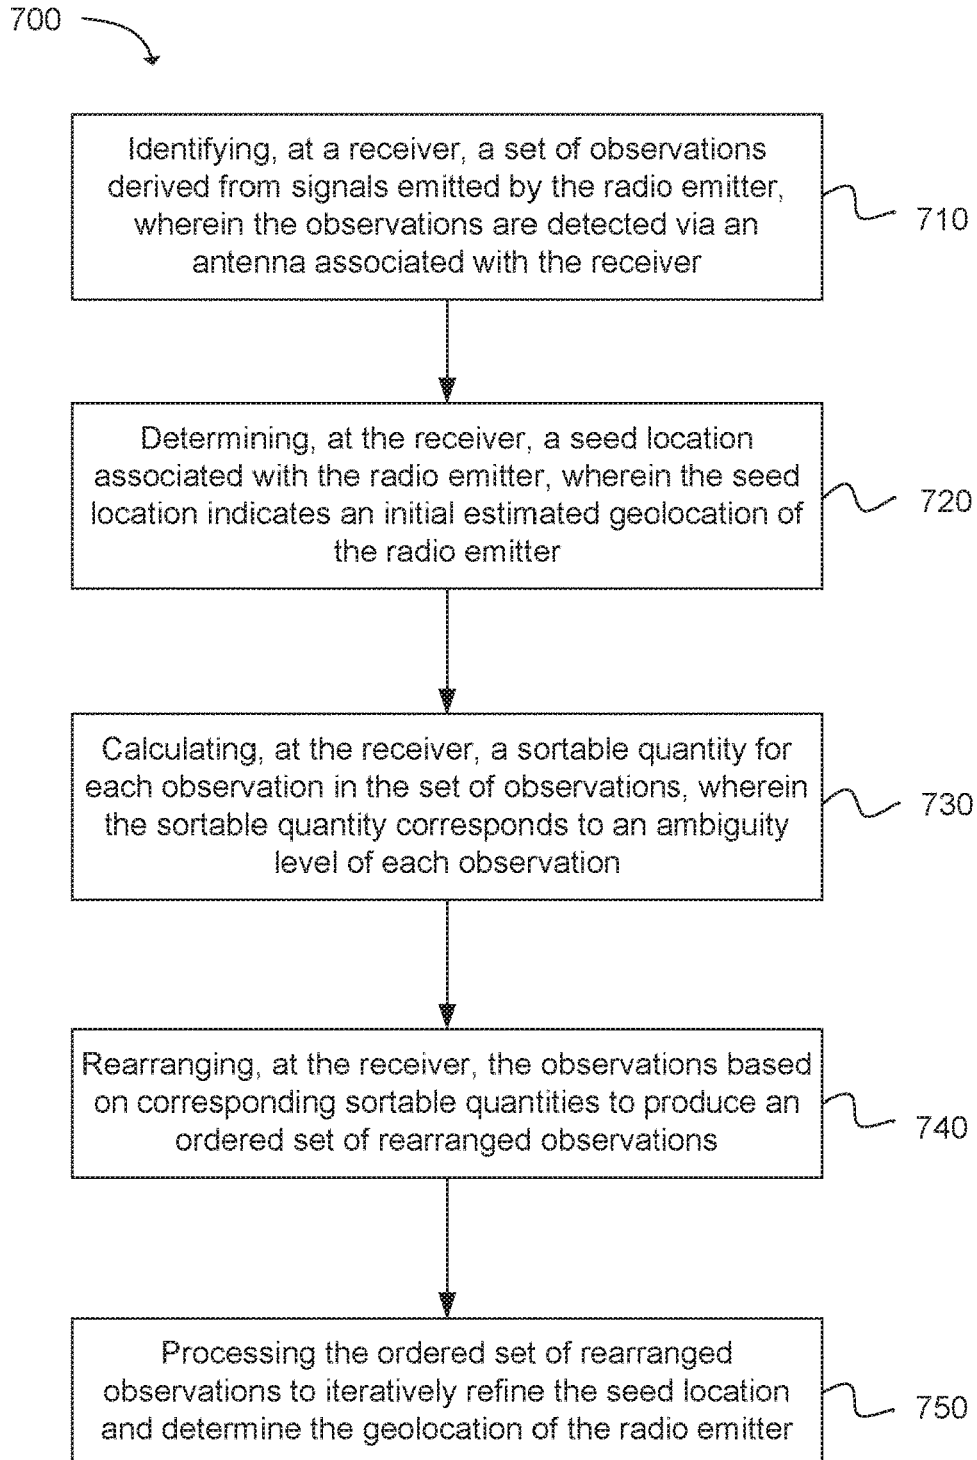 700
Identifying, at a receiver, a set of observations
derived from signals emitted by the radio emitter,
wherein the observations are detected via an
antenna associated with the receiver
710
Determining, at the receiver, a seed location
associated with the radio emitter, wherein the seed
location indicates an initial estimated geolocation of
the radio emitter
720
Calculating, at the receiver, a sortable quantity for
each observation in the set of observations, wherein
the sortable quantity corresponds to an ambiguity
level of each observation
730
Rearranging, at the receiver, the observations based
on corresponding sortable quantities to produce an
ordered set of rearranged observations
740
Processing the ordered set of rearranged
observations to iteratively refine the seed location
and determine the geolocation of the radio emitter
750